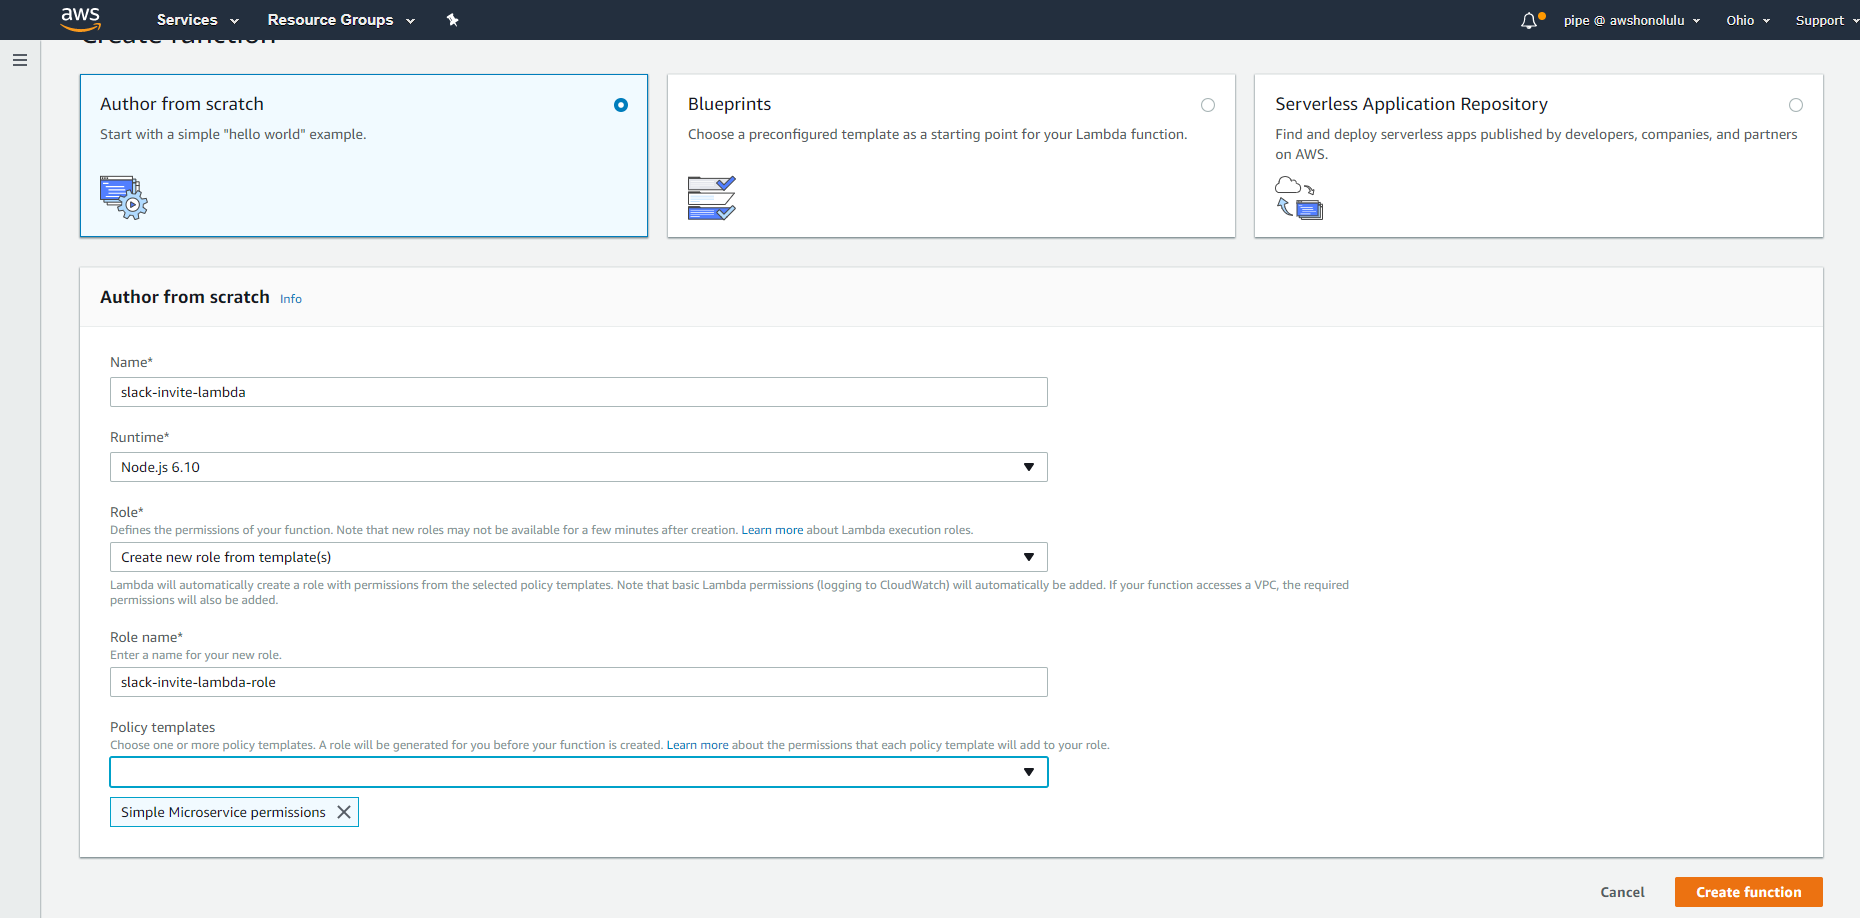 aws Services Resource Groups pipe @ awshonolulu Ohio Support
Create function
Author from scratch
Start with a simple "hello world" example.
Blueprints
Choose a preconfigured template as a starting point for your Lambda function.
Serverless Application Repository
Find and deploy serverless apps published by developers, companies, and partners
on AWS.
Author from scratch Info
Name*
slack-invite-lambda
Runtime*
Node.js 6.10
Role*
Defines the permissions of your function. Note that new roles may not be available for a few minutes after creation. Learn more about Lambda execution roles.
Create new role from template(s)
Lambda will automatically create a role with permissions from the selected policy templates. Note that basic Lambda permissions (logging to CloudWatch) will automatically be added. If your function accesses a VPC, the required
permissions will also be added.
Role name*
Enter a name for your new role.
slack-invite-lambda-role
Policy templates
Choose one or more policy templates. A role will be generated for you before your function is created. Learn more about the permissions that each policy template will add to your role.
Simple Microservice permissions
Cancel Create function